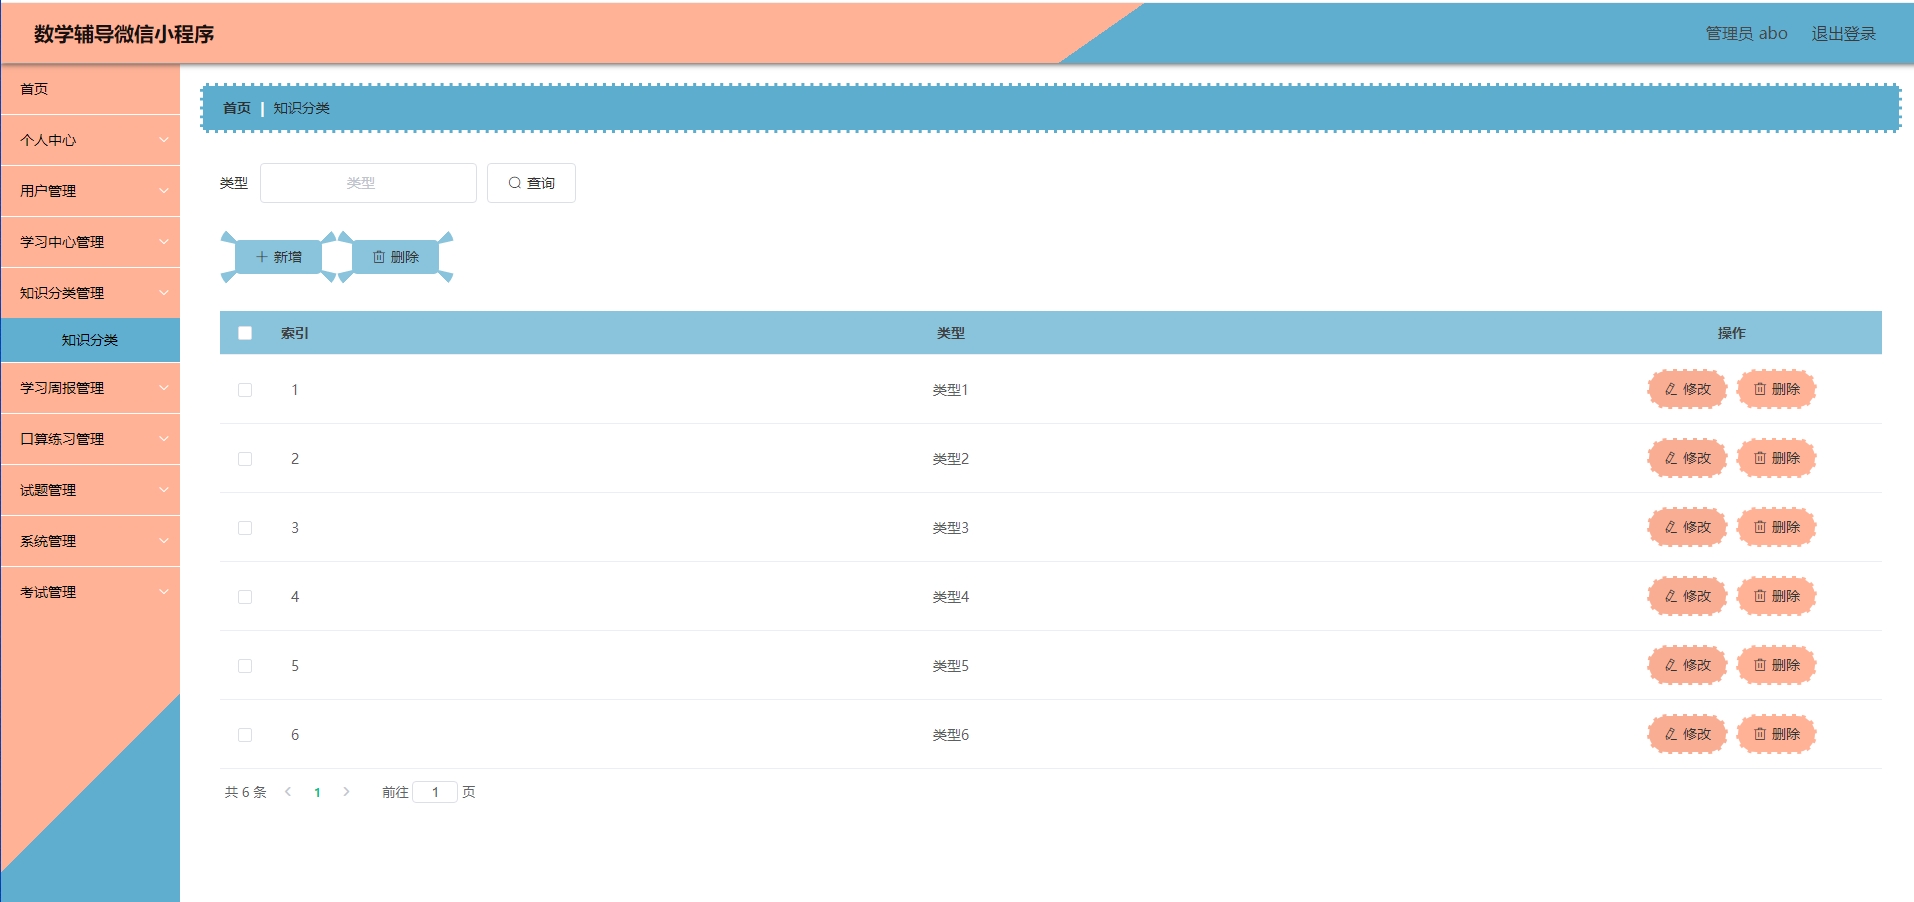 数学辅导微信小程序
管理员 abo 退出登录
首页
个人中心
用户管理
学习中心管理
知识分类管理
知识分类
学习周报管理
口算练习管理
试题管理
系统管理
考试管理
首页 | 知识分类
类型 类型 查询
新增 删除
索引 类型 操作
1 类型1 修改 删除
2 类型2 修改 删除
3 类型3 修改 删除
4 类型4 修改 删除
5 类型5 修改 删除
6 类型6 修改 删除
共 6 条 1 前往 1 页